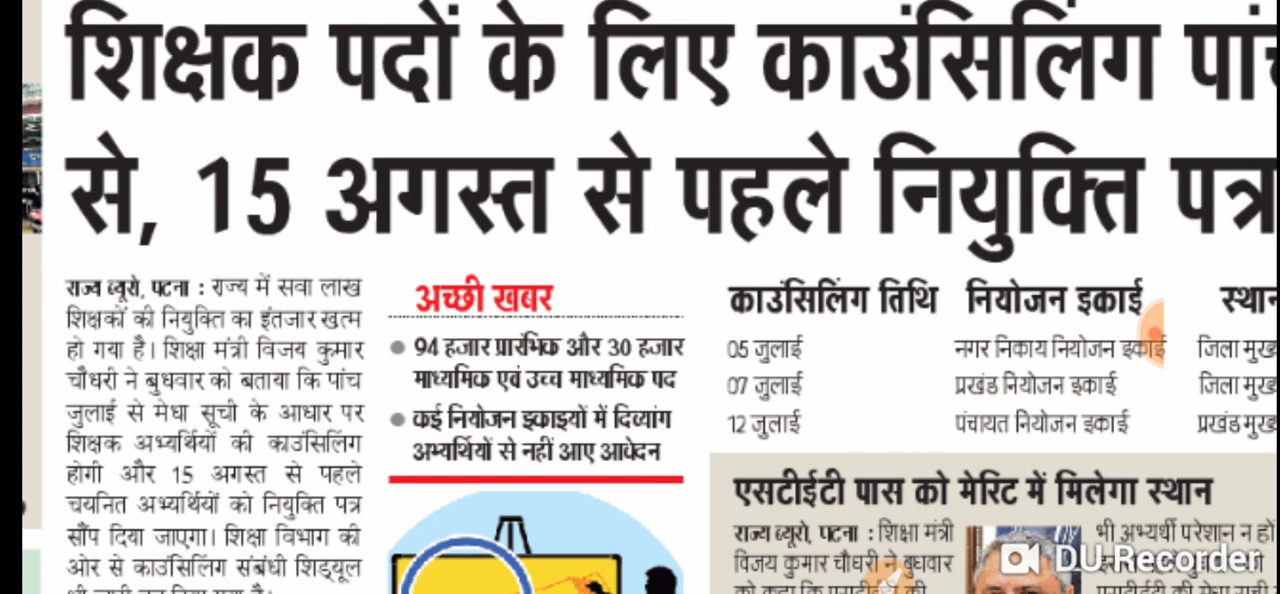 शिक्षक पदों के लिए काउंसिलिंग
से, 15 अगस्त से पहले नियुक्ति पत्र
राज्य ब्यूरो, पटना : राज्य में सवा लाख
शिक्षकों की नियुक्ति का इंतजार खत्म
हो गया है। शिक्षा मंत्री विजय कुमार
चौधरी ने बुधवार को बताया कि पांच
जुलाई से मेधा सूची के आधार पर
शिक्षक अभ्यर्थियों की काउंसिलिंग
होगी और 15 अगस्त से पहले
चयनित अभ्यर्थियों को नियुक्ति पत्र
सौंप दिया जाएगा। शिक्षा विभाग की
ओर से काउंसिलिंग संबंधी शिड्यूल
अच्छी खबर
94 हजार प्रारंभिक और 30 हजार
माध्यमिक एवं उच्च माध्यमिक पद
कई नियोजन इकाइयों में दिव्यांग
अभ्यर्थियों से नहीं आए आवेदन
काउंसिलिंग तिथि नियोजन इकाई
05 जुलाई नगर निकाय नियोजन इकाई जिला
07 जुलाई प्रखंड नियोजन इकाई जिला
12 जुलाई पंचायत नियोजन इकाई प्रखंड
एसटीईटी पास को मेरिट में मिलेगा स्थान
राज्य ब्यूरो, पटना : शिक्षा मंत्री
विजय कुमार चौधरी ने बुधवार
भी अभ्यर्थी परेशान न हों
DU Recorder